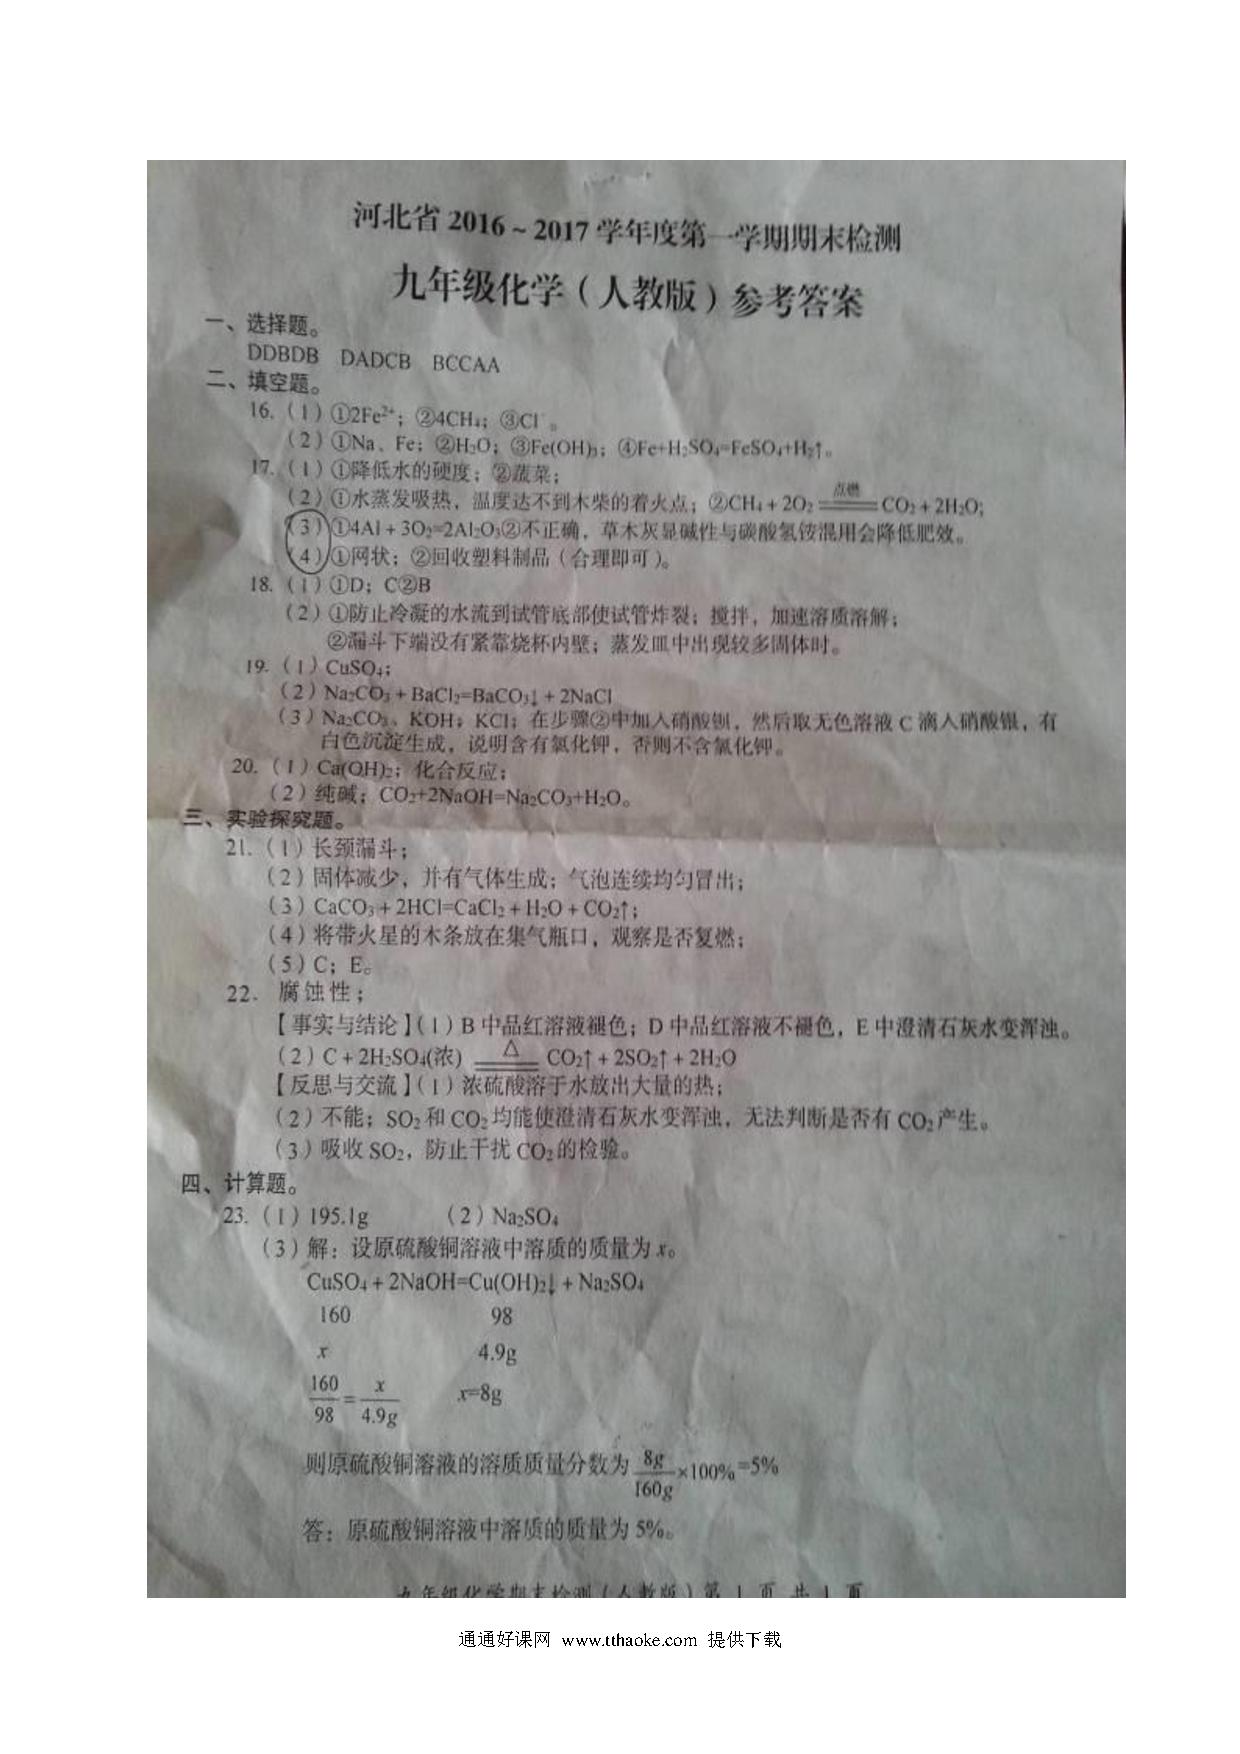 河北省 2016～2017 学年度第一学期期末检测
九年级化学（人教版）参考答案
一、选择题。
DDBDB DADCB BCCAA
二、填空题。
16.（1）①2Fe²⁺；②4CH₄；③Cl⁻。
（2）①Na、Fe；②H₂O；③Fe(OH)₃；④Fe+H₂SO₄=FeSO₄+H₂↑。
17.（1）①降低水的硬度；②蔬菜；
（2）①水蒸发吸热，温度达不到木柴的着火点；②CH₄ + 2O₂ 点燃 CO₂ + 2H₂O；
（3）①4Al + 3O₂=2Al₂O₃②不正确，草木灰显碱性与碳酸氢铵混用会降低肥效。
（4）①网状；②回收塑料制品（合理即可）。
18.（1）①D；C②B
（2）①防止冷凝的水流到试管底部使试管炸裂；搅拌，加速溶质溶解；
②漏斗下端没有紧靠烧杯内壁；蒸发皿中出现较多固体时。
19.（1）CuSO₄；
（2）Na₂CO₃ + BaCl₂=BaCO₃↓ + 2NaCl
（3）Na₂CO₃、KOH；KCl；在步骤②中加入硝酸钡，然后取无色溶液 C 滴入硝酸银，有
白色沉淀生成，说明含有氯化钾，否则不含氯化钾。
20.（1）Ca(OH)₂；化合反应；
（2）纯碱；CO₂+2NaOH=Na₂CO₃+H₂O。
三、实验探究题。
21.（1）长颈漏斗；
（2）固体减少，并有气体生成；气泡连续均匀冒出；
（3）CaCO₃ + 2HCl=CaCl₂ + H₂O + CO₂↑；
（4）将带火星的木条放在集气瓶口，观察是否复燃；
（5）C；E。
22. 腐蚀性；
【事实与结论】（1）B 中品红溶液褪色；D 中品红溶液不褪色，E 中澄清石灰水变浑浊。
（2）C + 2H₂SO₄(浓) △ CO₂↑ + 2SO₂↑ + 2H₂O
【反思与交流】（1）浓硫酸溶于水放出大量的热；
（2）不能；SO₂ 和 CO₂ 均能使澄清石灰水变浑浊，无法判断是否有 CO₂ 产生。
（3）吸收 SO₂，防止干扰 CO₂ 的检验。
四、计算题。
23.（1）195.1g （2）Na₂SO₄
（3）解：设原硫酸铜溶液中溶质的质量为 x。
CuSO₄ + 2NaOH=Cu(OH)₂↓ + Na₂SO₄
160 98
x 4.9g
160/98 = x/4.9g x=8g
则原硫酸铜溶液的溶质质量分数为 8g/160g ×100%=5%
答：原硫酸铜溶液中溶质的质量为 5%。
九年级化学期末检测（人教版）第 1 页 共 1 页
通通好课网 www.tthaoke.com 提供下载